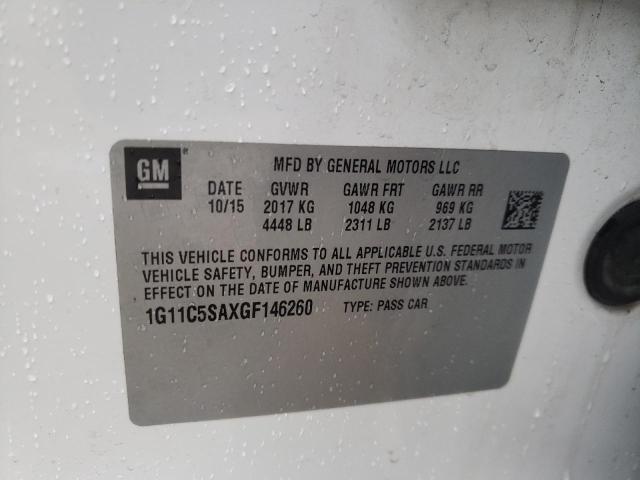 GM
MFD BY GENERAL MOTORS LLC
DATE GVWR GAWR FRT GAWR RR
10/15 2017 KG 1048 KG 969 KG
4448 LB 2311 LB 2137 LB
THIS VEHICLE CONFORMS TO ALL APPLICABLE U.S. FEDERAL MOTOR
VEHICLE SAFETY, BUMPER, AND THEFT PREVENTION STANDARDS IN
EFFECT ON THE DATE OF MANUFACTURE SHOWN ABOVE.
1G11C5SAXGF146260 TYPE: PASS CAR